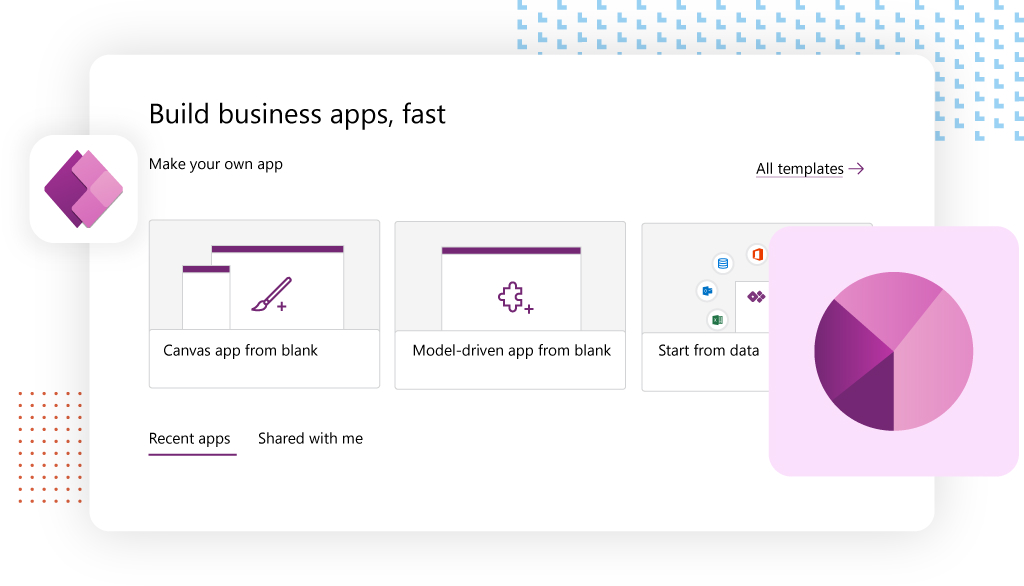 Build business apps, fast
Make your own app
All templates
Canvas app from blank
Model-driven app from blank
Start from data
Recent apps
Shared with me